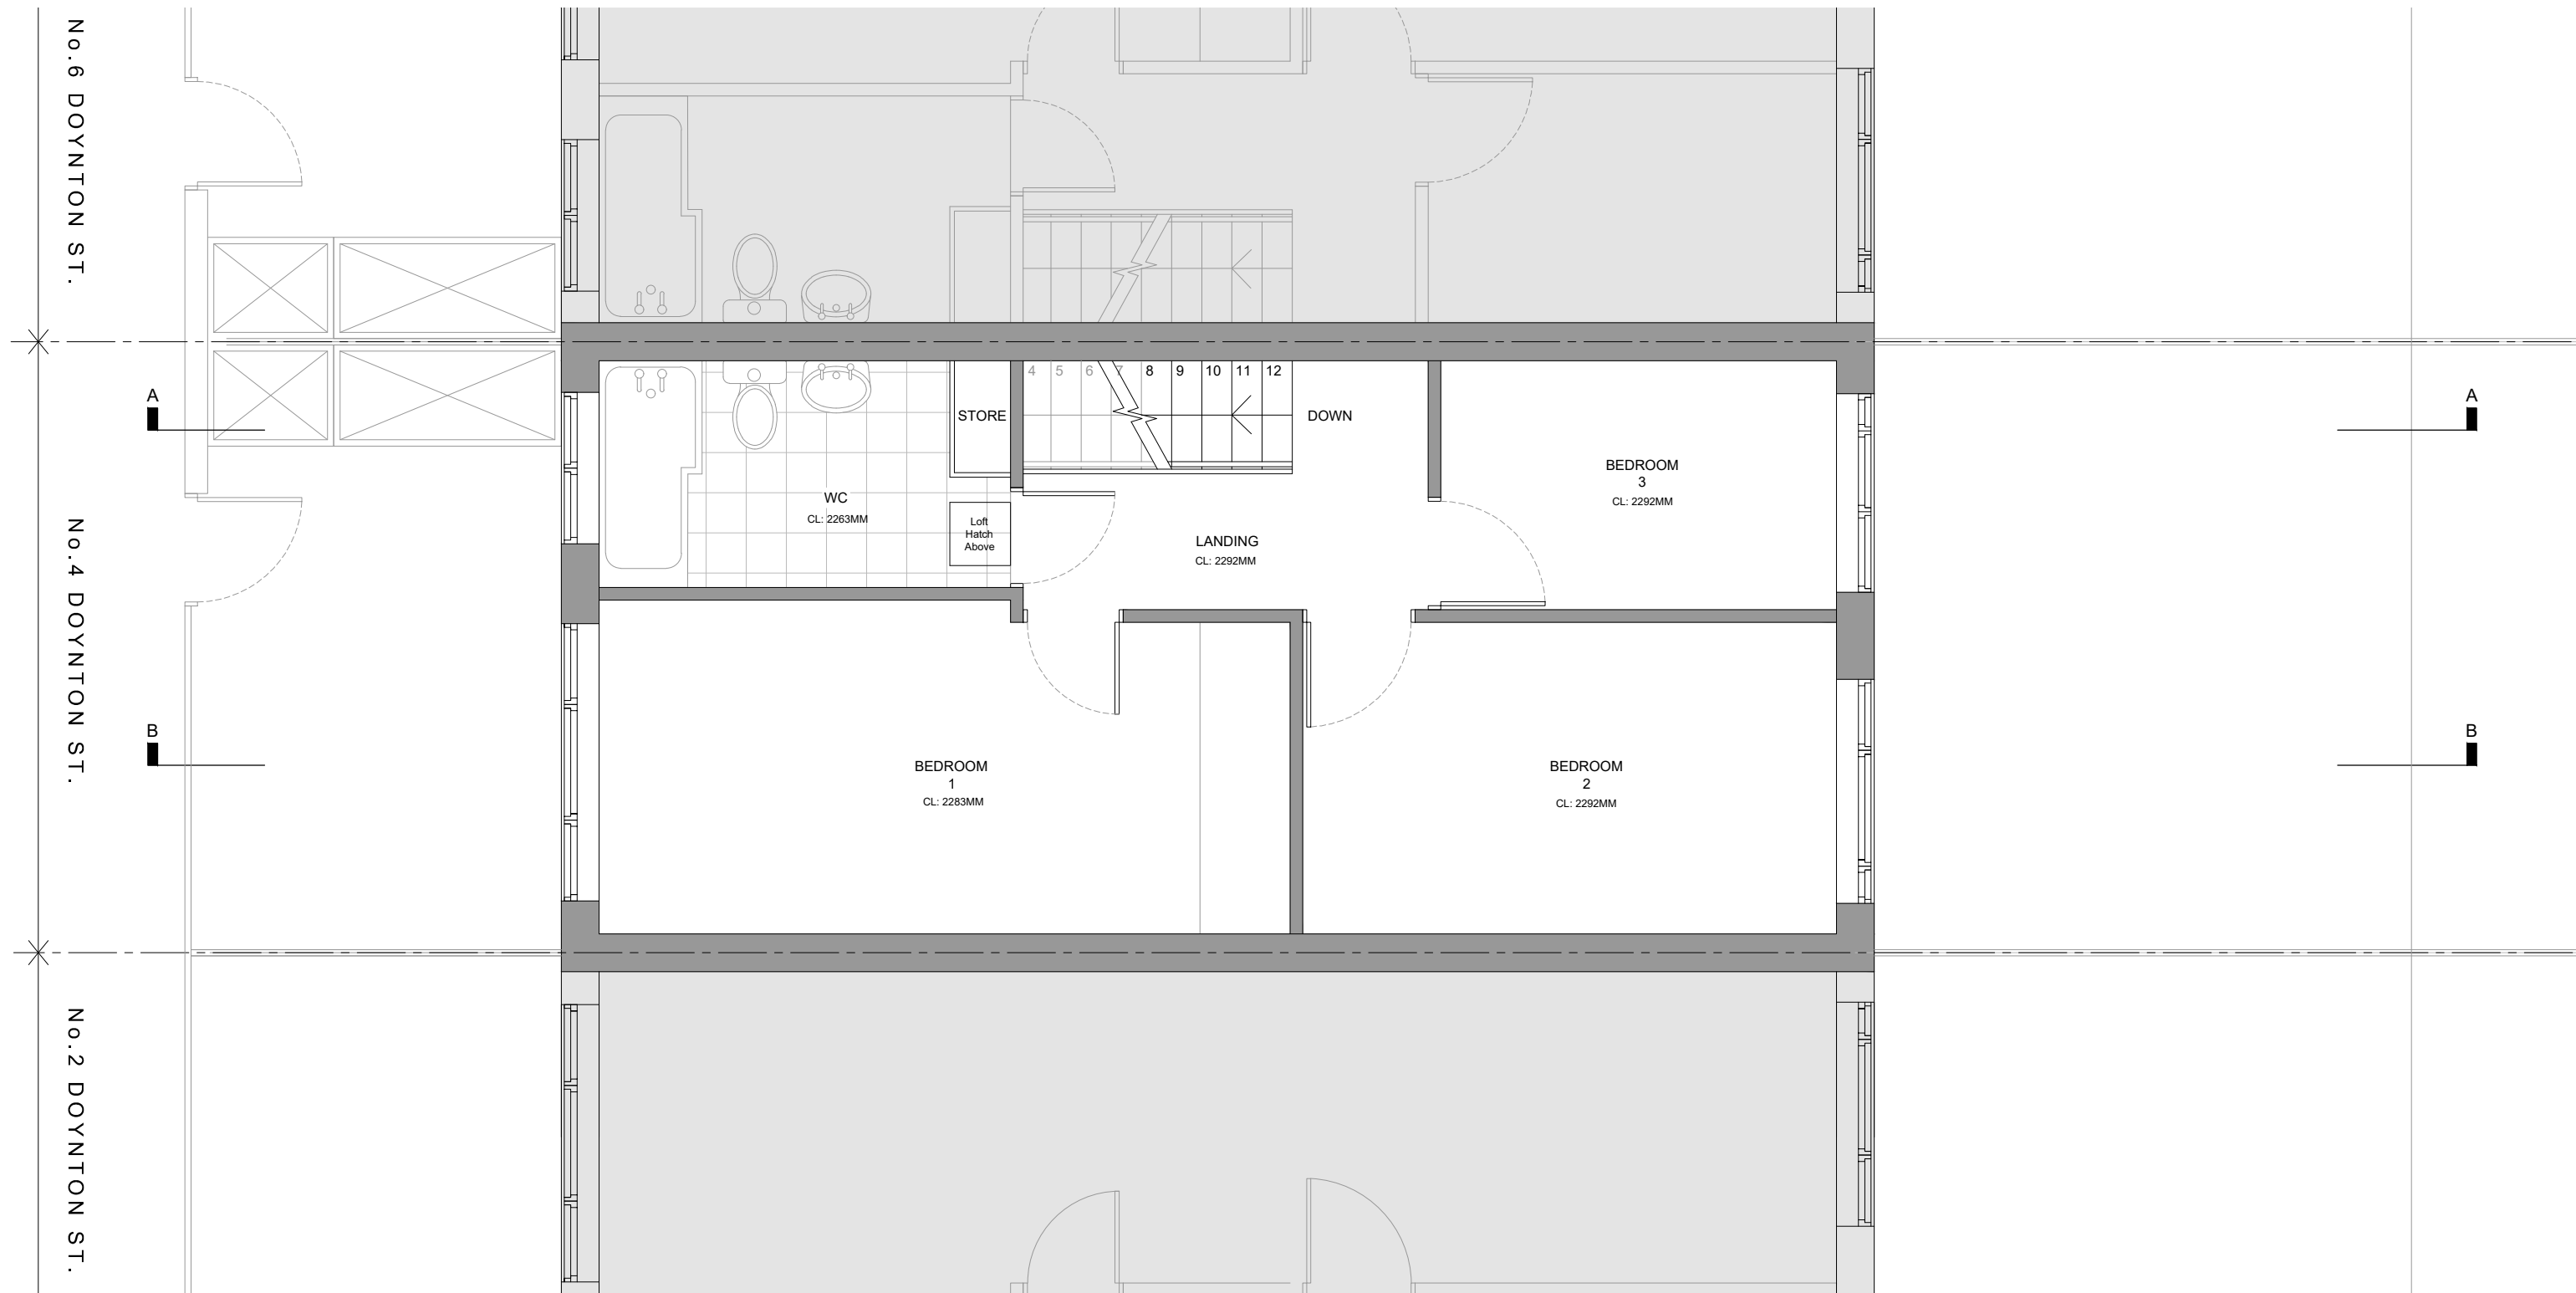 No.6 DOYNTON ST.
No.4 DOYNTON ST.
No.2 DOYNTON ST.
A
A
B
B
4 5 6 7 8 9 10 11 12
STORE
DOWN
WC
CL: 2263MM
Loft
Hatch
Above
LANDING
CL: 2292MM
BEDROOM
3
CL: 2292MM
BEDROOM
1
CL: 2283MM
BEDROOM
2
CL: 2292MM